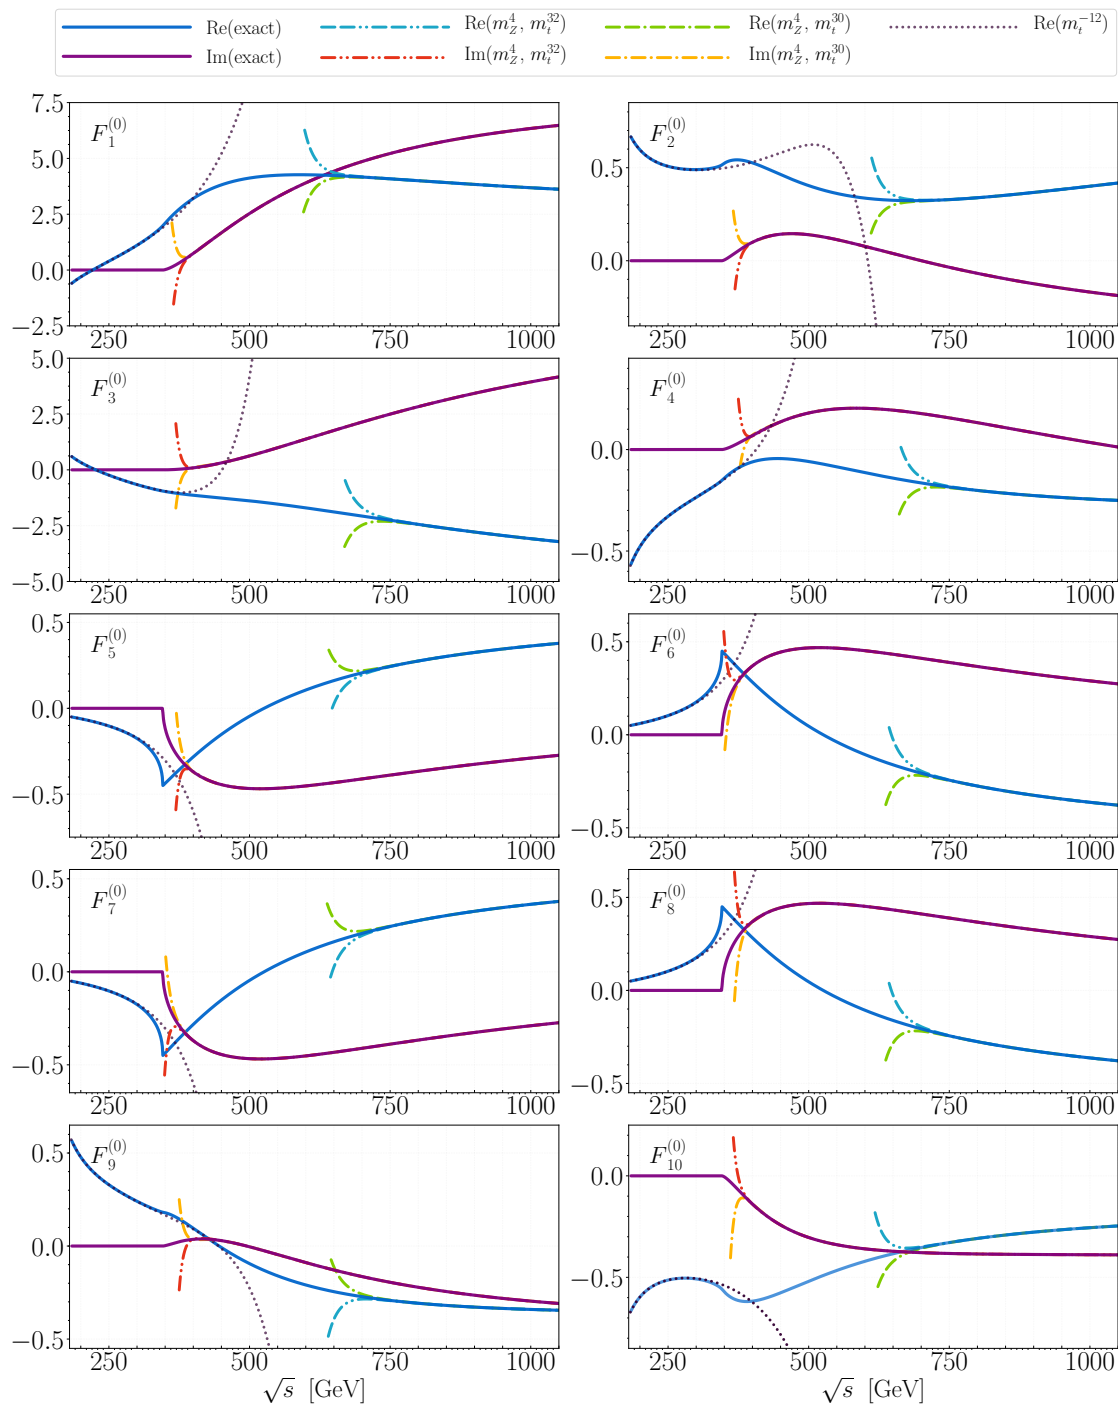 Re(exact) Re(m_Z^4, m_t^32) Re(m_Z^4, m_t^30) Re(m_t^−12)
Im(exact) Im(m_Z^4, m_t^32) Im(m_Z^4, m_t^30)
F_1^(0)
7.5
5.0
2.5
0.0
−2.5
250 500 750 1000
F_2^(0)
0.5
0.0
250 500 750 1000
F_3^(0)
5.0
2.5
0.0
−2.5
−5.0
250 500 750 1000
F_4^(0)
0.0
−0.5
250 500 750 1000
F_5^(0)
0.5
0.0
−0.5
250 500 750 1000
F_6^(0)
0.5
0.0
−0.5
250 500 750 1000
F_7^(0)
0.5
0.0
−0.5
250 500 750 1000
F_8^(0)
0.5
0.0
−0.5
250 500 750 1000
F_9^(0)
0.5
0.0
−0.5
250 500 750 1000
√s [GeV]
F_10^(0)
0.0
−0.5
250 500 750 1000
√s [GeV]